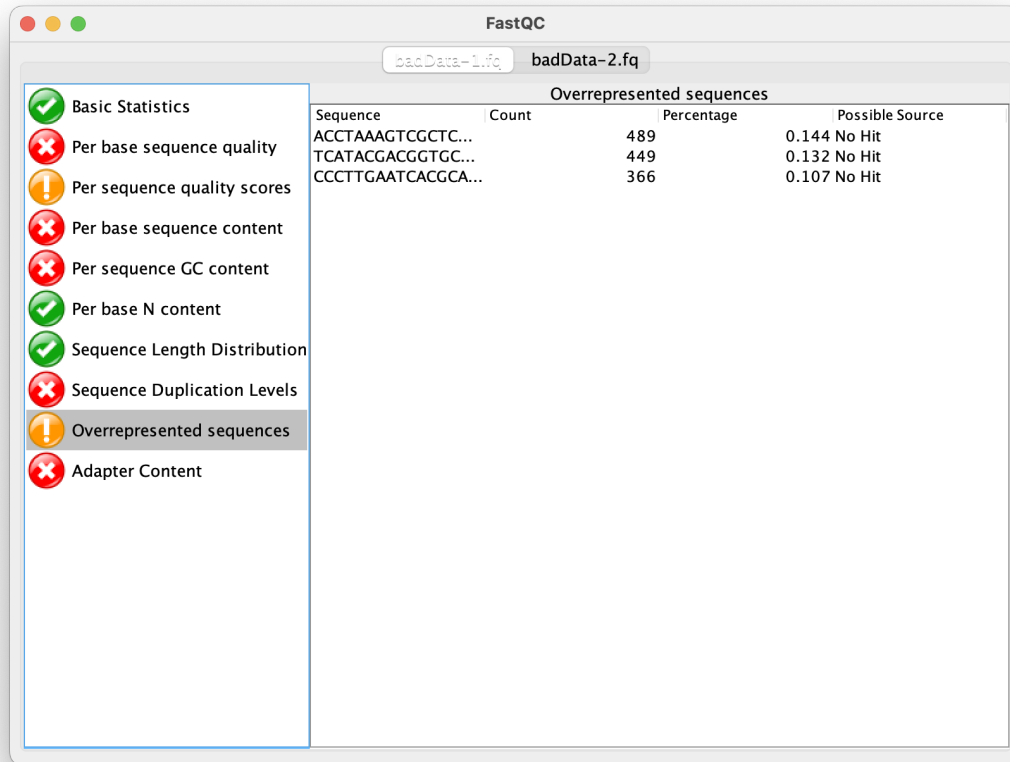 FastQC
badData-1.fq badData-2.fq
Basic Statistics
Per base sequence quality
Per sequence quality scores
Per base sequence content
Per sequence GC content
Per base N content
Sequence Length Distribution
Sequence Duplication Levels
Overrepresented sequences
Adapter Content
Overrepresented sequences
Sequence Count Percentage Possible Source
ACCTAAAGTCGCTC... 489 0.144 No Hit
TCATACGACGGTGC... 449 0.132 No Hit
CCCTTGAATCACGCA... 366 0.107 No Hit